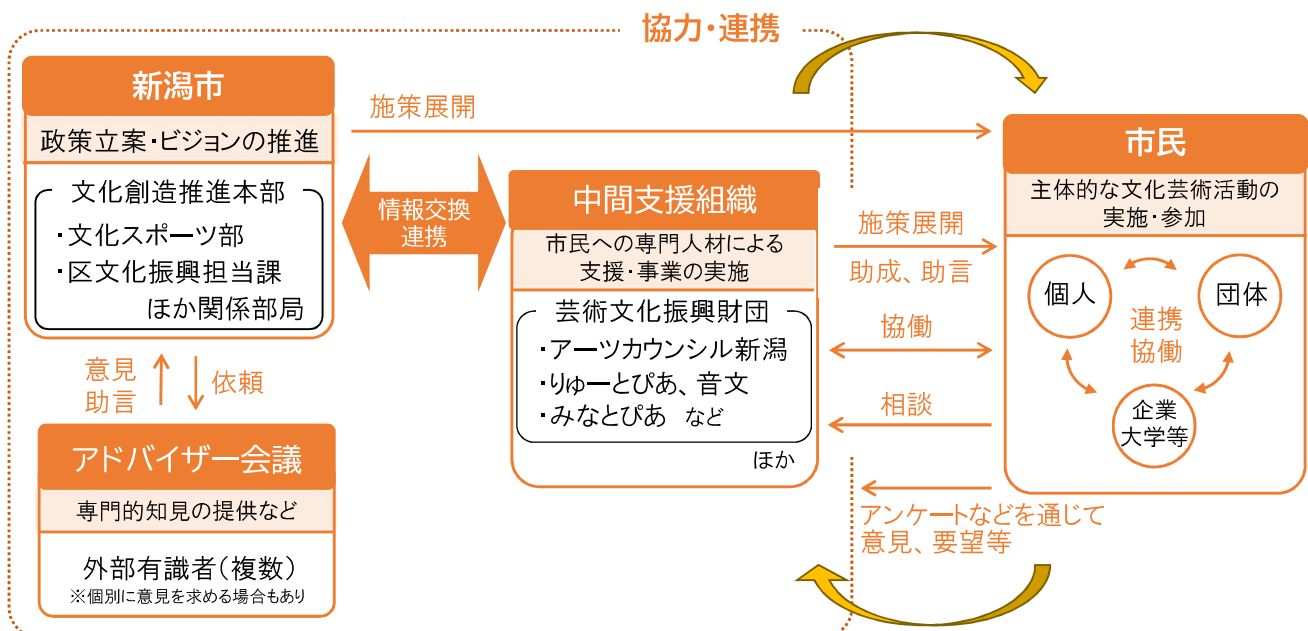 協力・連携
新潟市
政策立案・ビジョンの推進
文化創造推進本部
・文化スポーツ部
・区文化振興担当課
ほか関係部局
意見
助言
依頼
アドバイザー会議
専門的知見の提供など
外部有識者(複数)
※個別に意見を求める場合もあり
施策展開
情報交換
連携
中間支援組織
市民への専門人材による
支援・事業の実施
芸術文化振興財団
・アーツカウンシル新潟
・りゅーとぴあ、音文
・みなとぴあ など
ほか
施策展開
助成、助言
協働
相談
アンケートなどを通じて
意見、要望等
市民
主体的な文化芸術活動の
実施・参加
個人
団体
連携
協働
企業
大学等